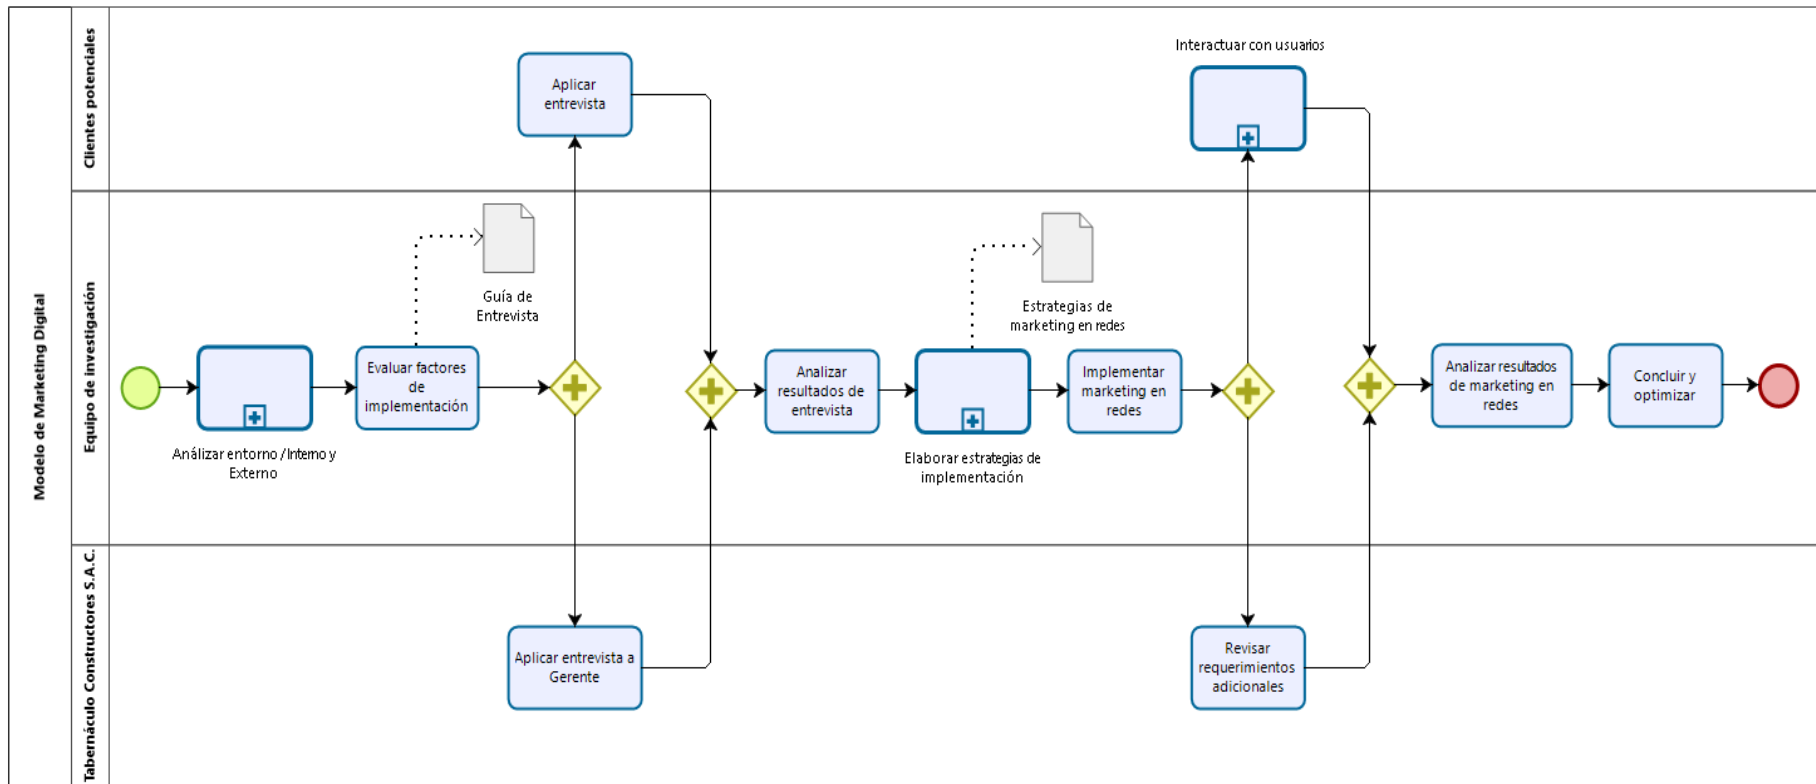 Modelo de Marketing Digital
Clientes potenciales
Aplicar
entrevista
Interactuar con usuarios
Equipo de investigación
Análizar entorno /Interno y
Externo
Evaluar factores
de
implementación
Guía de
Entrevista
Analizar
resultados de
entrevista
Elaborar estrategias de
implementación
Estrategias de
marketing en redes
Implementar
marketing en
redes
Analizar resultados
de marketing en
redes
Concluir y
optimizar
Tabernáculo Constructores S.A.C.
Aplicar entrevista a
Gerente
Revisar
requerimientos
adicionales